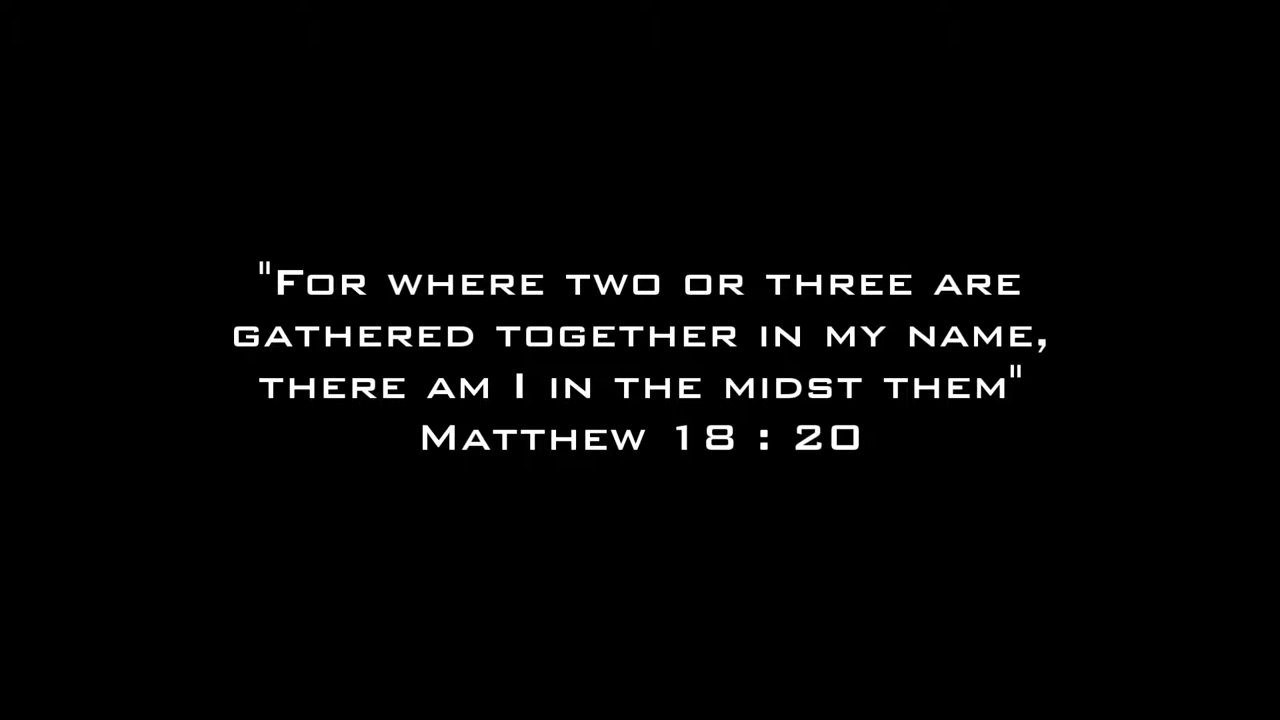 "For where two or three are
gathered together in my name,
there am I in the midst them"
Matthew 18 : 20